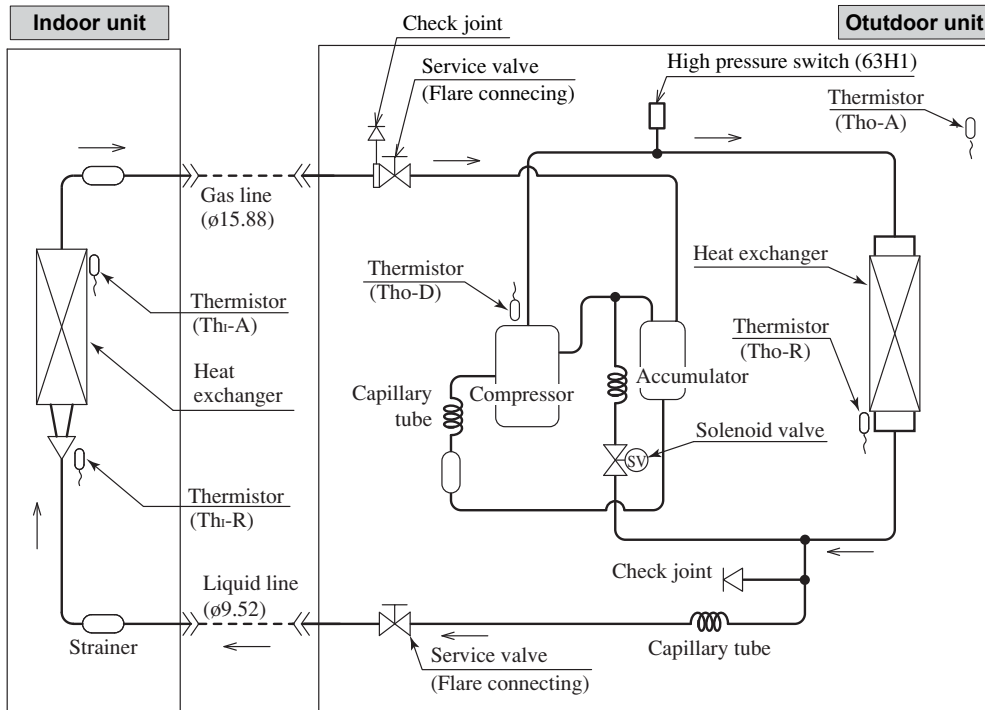 Indoor unit
Otutdoor unit
Check joint
Service valve
(Flare connecing)
High pressure switch (63H1)
Thermistor
(Tho-A)
Gas line
(ø15.88)
Thermistor
(Tho-D)
Heat exchanger
Thermistor
(ThI-A)
Thermistor
(Tho-R)
Heat
exchanger
Capillary
tube
Compressor
Accumulator
Solenoid valve
SV
Thermistor
(ThI-R)
Liquid line
(ø9.52)
Check joint
Strainer
Service valve
(Flare connecting)
Capillary tube